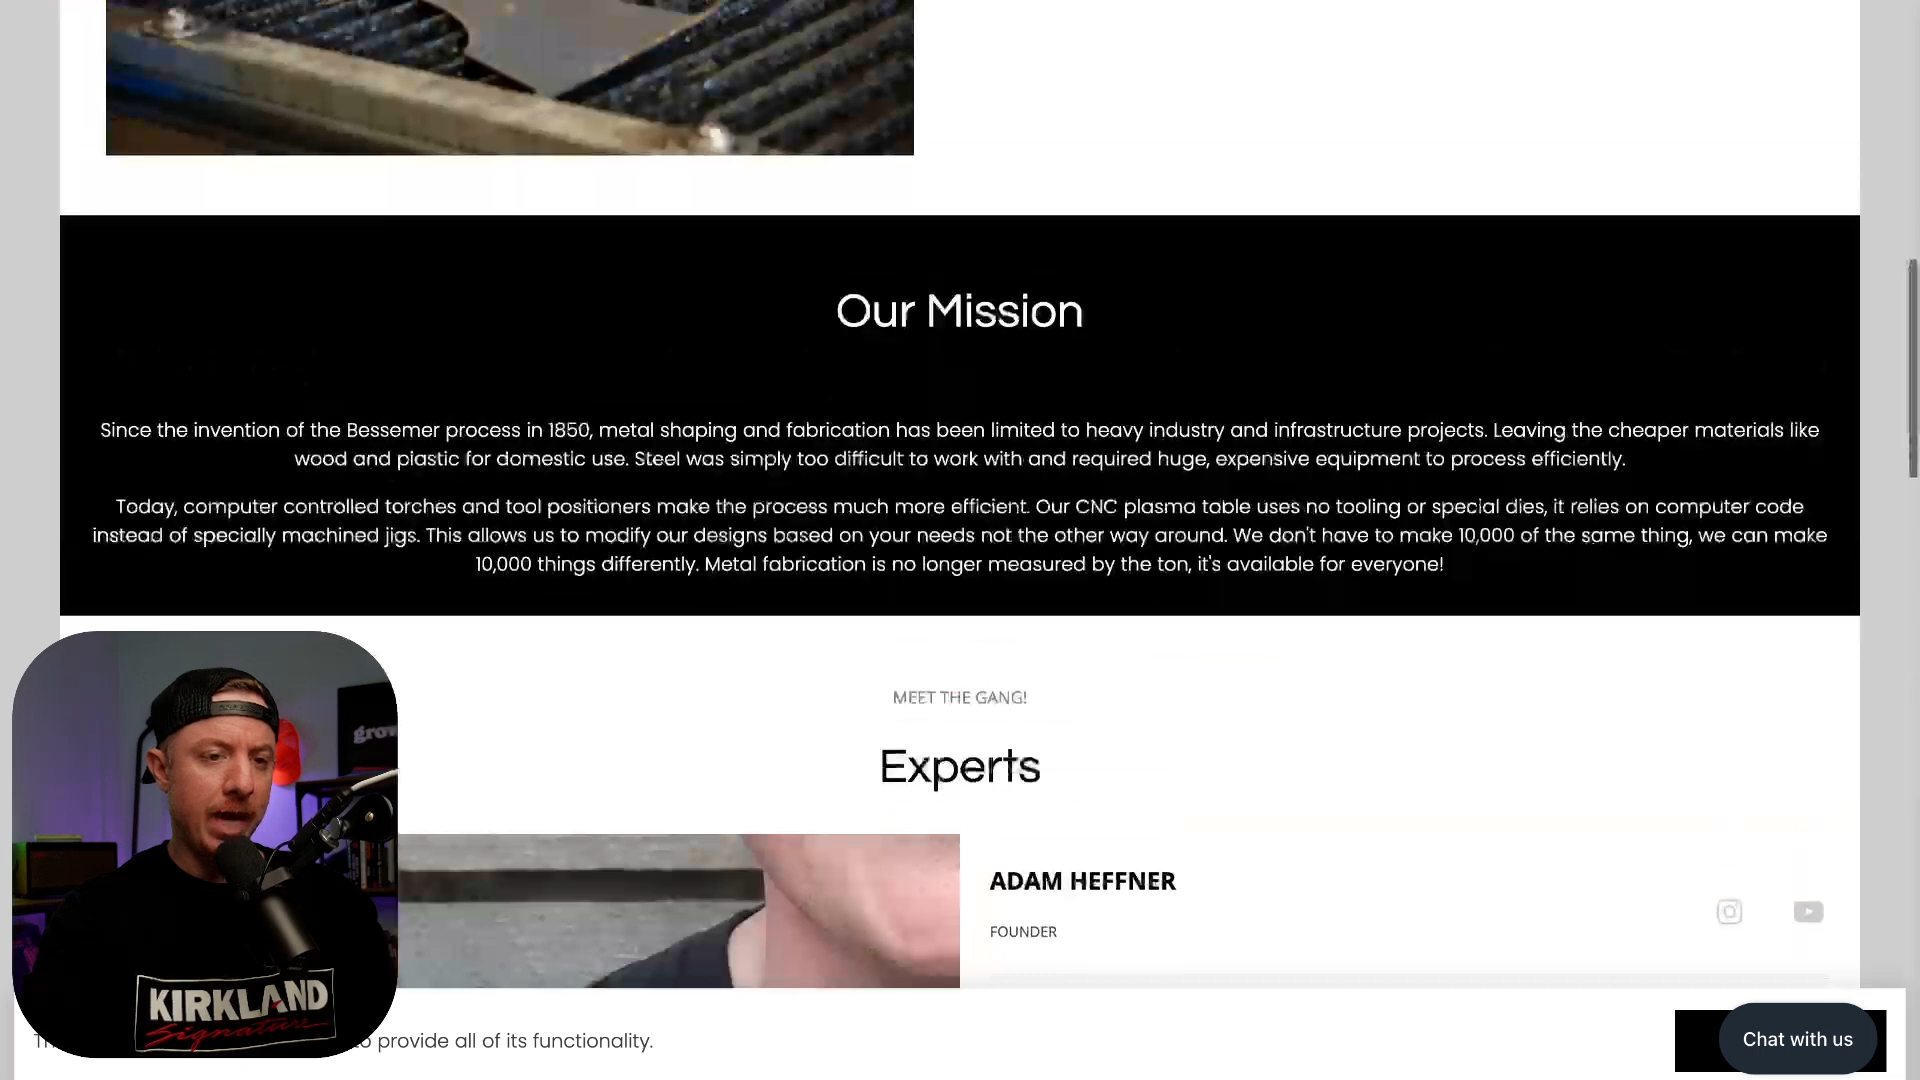 Our Mission
Since the invention of the Bessemer process in 1850, metal shaping and fabrication has been limited to heavy industry and infrastructure projects. Leaving the cheaper materials like
wood and plastic for domestic use. Steel was simply too difficult to work with and required huge, expensive equipment to process efficiently.
Today, computer controlled torches and tool positioners make the process much more efficient. Our CNC plasma table uses no tooling or special dies, it relies on computer code
instead of specially machined jigs. This allows us to modify our designs based on your needs not the other way around. We don't have to make 10,000 of the same thing, we can make
10,000 things differently. Metal fabrication is no longer measured by the ton, it's available for everyone!
MEET THE GANG!
Experts
grow
ADAM HEFFNER
FOUNDER
KIRKLAND
Signature
to provide all of its functionality.
Chat with us